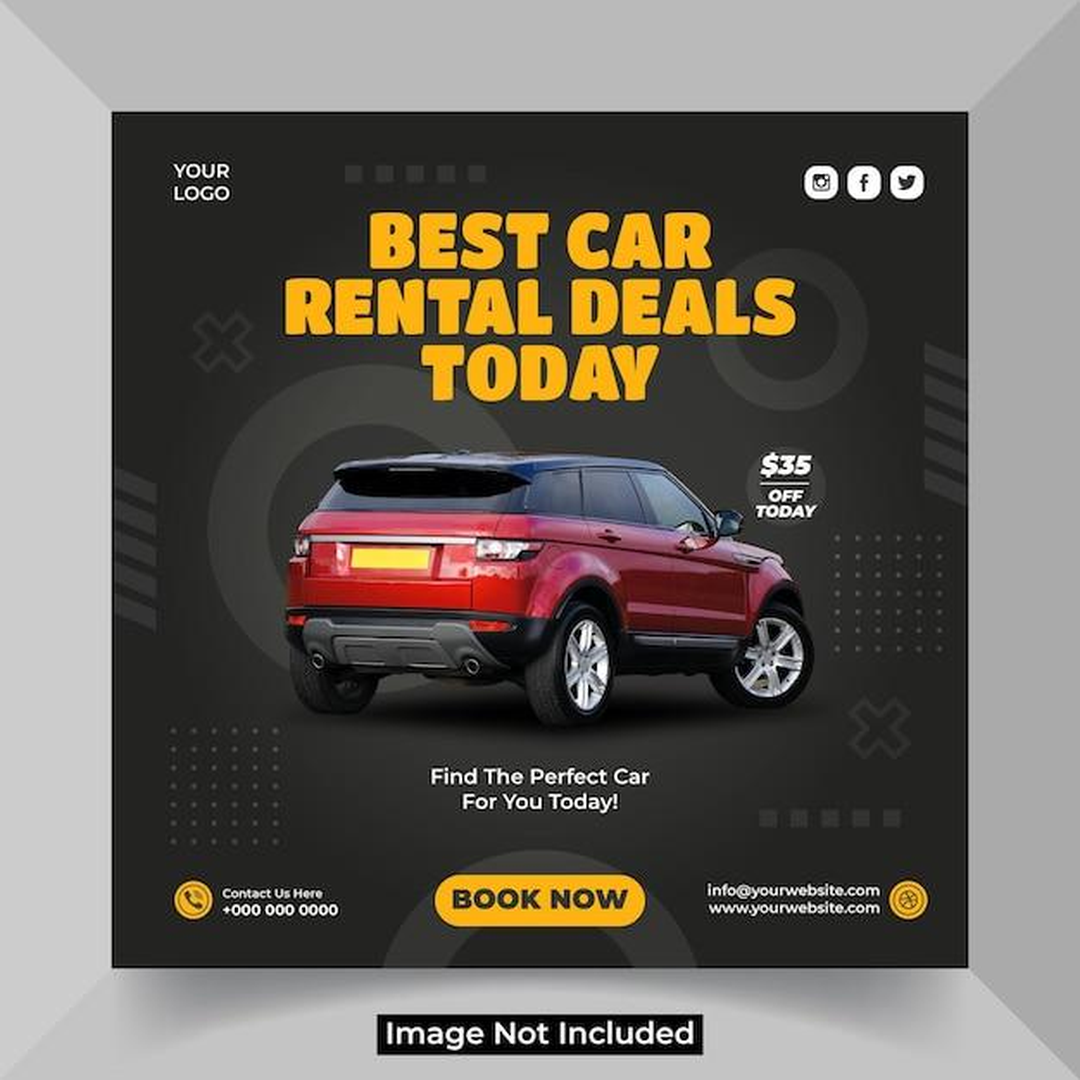 YOUR
LOGO
BEST CAR
RENTAL DEALS
TODAY
$35
OFF
TODAY
Find The Perfect Car
For You Today!
Contact Us Here
+000 000 0000
BOOK NOW
info@yourwebsite.com
www.yourwebsite.com
Image Not Included